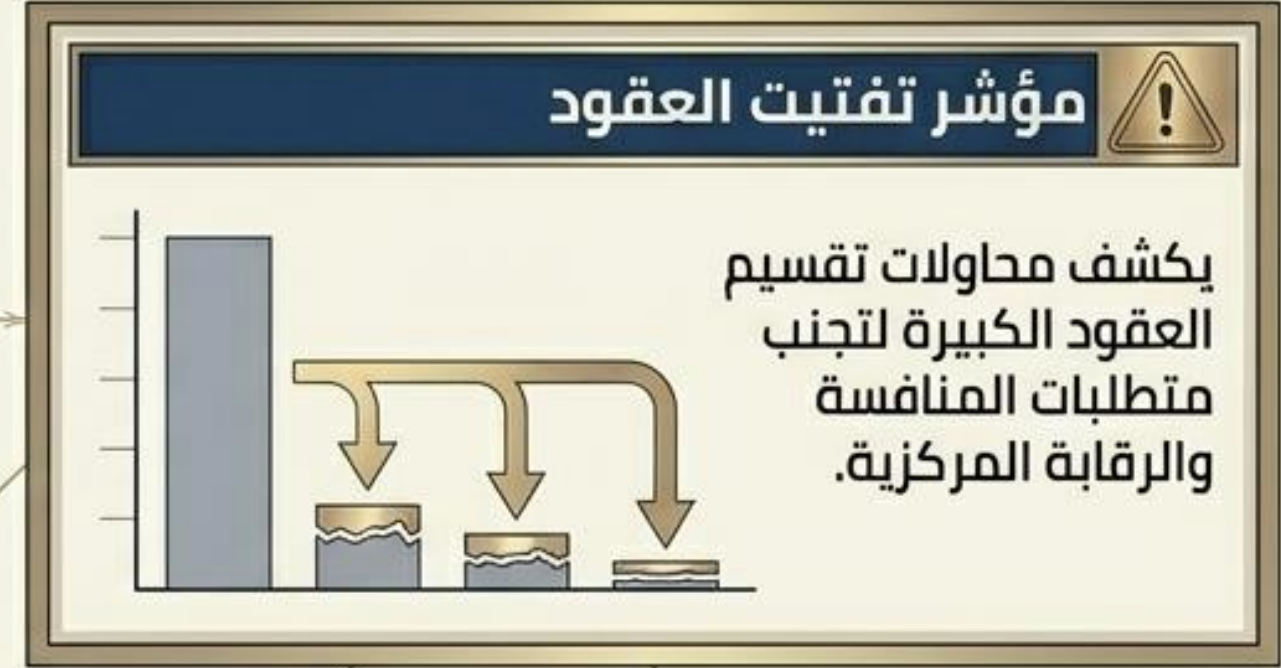 مؤشر تفتيت العقود
يكشف محاولات تقسيم
العقود الكبيرة لتجنب
متطلبات المنافسة
والرقابة المركزية.